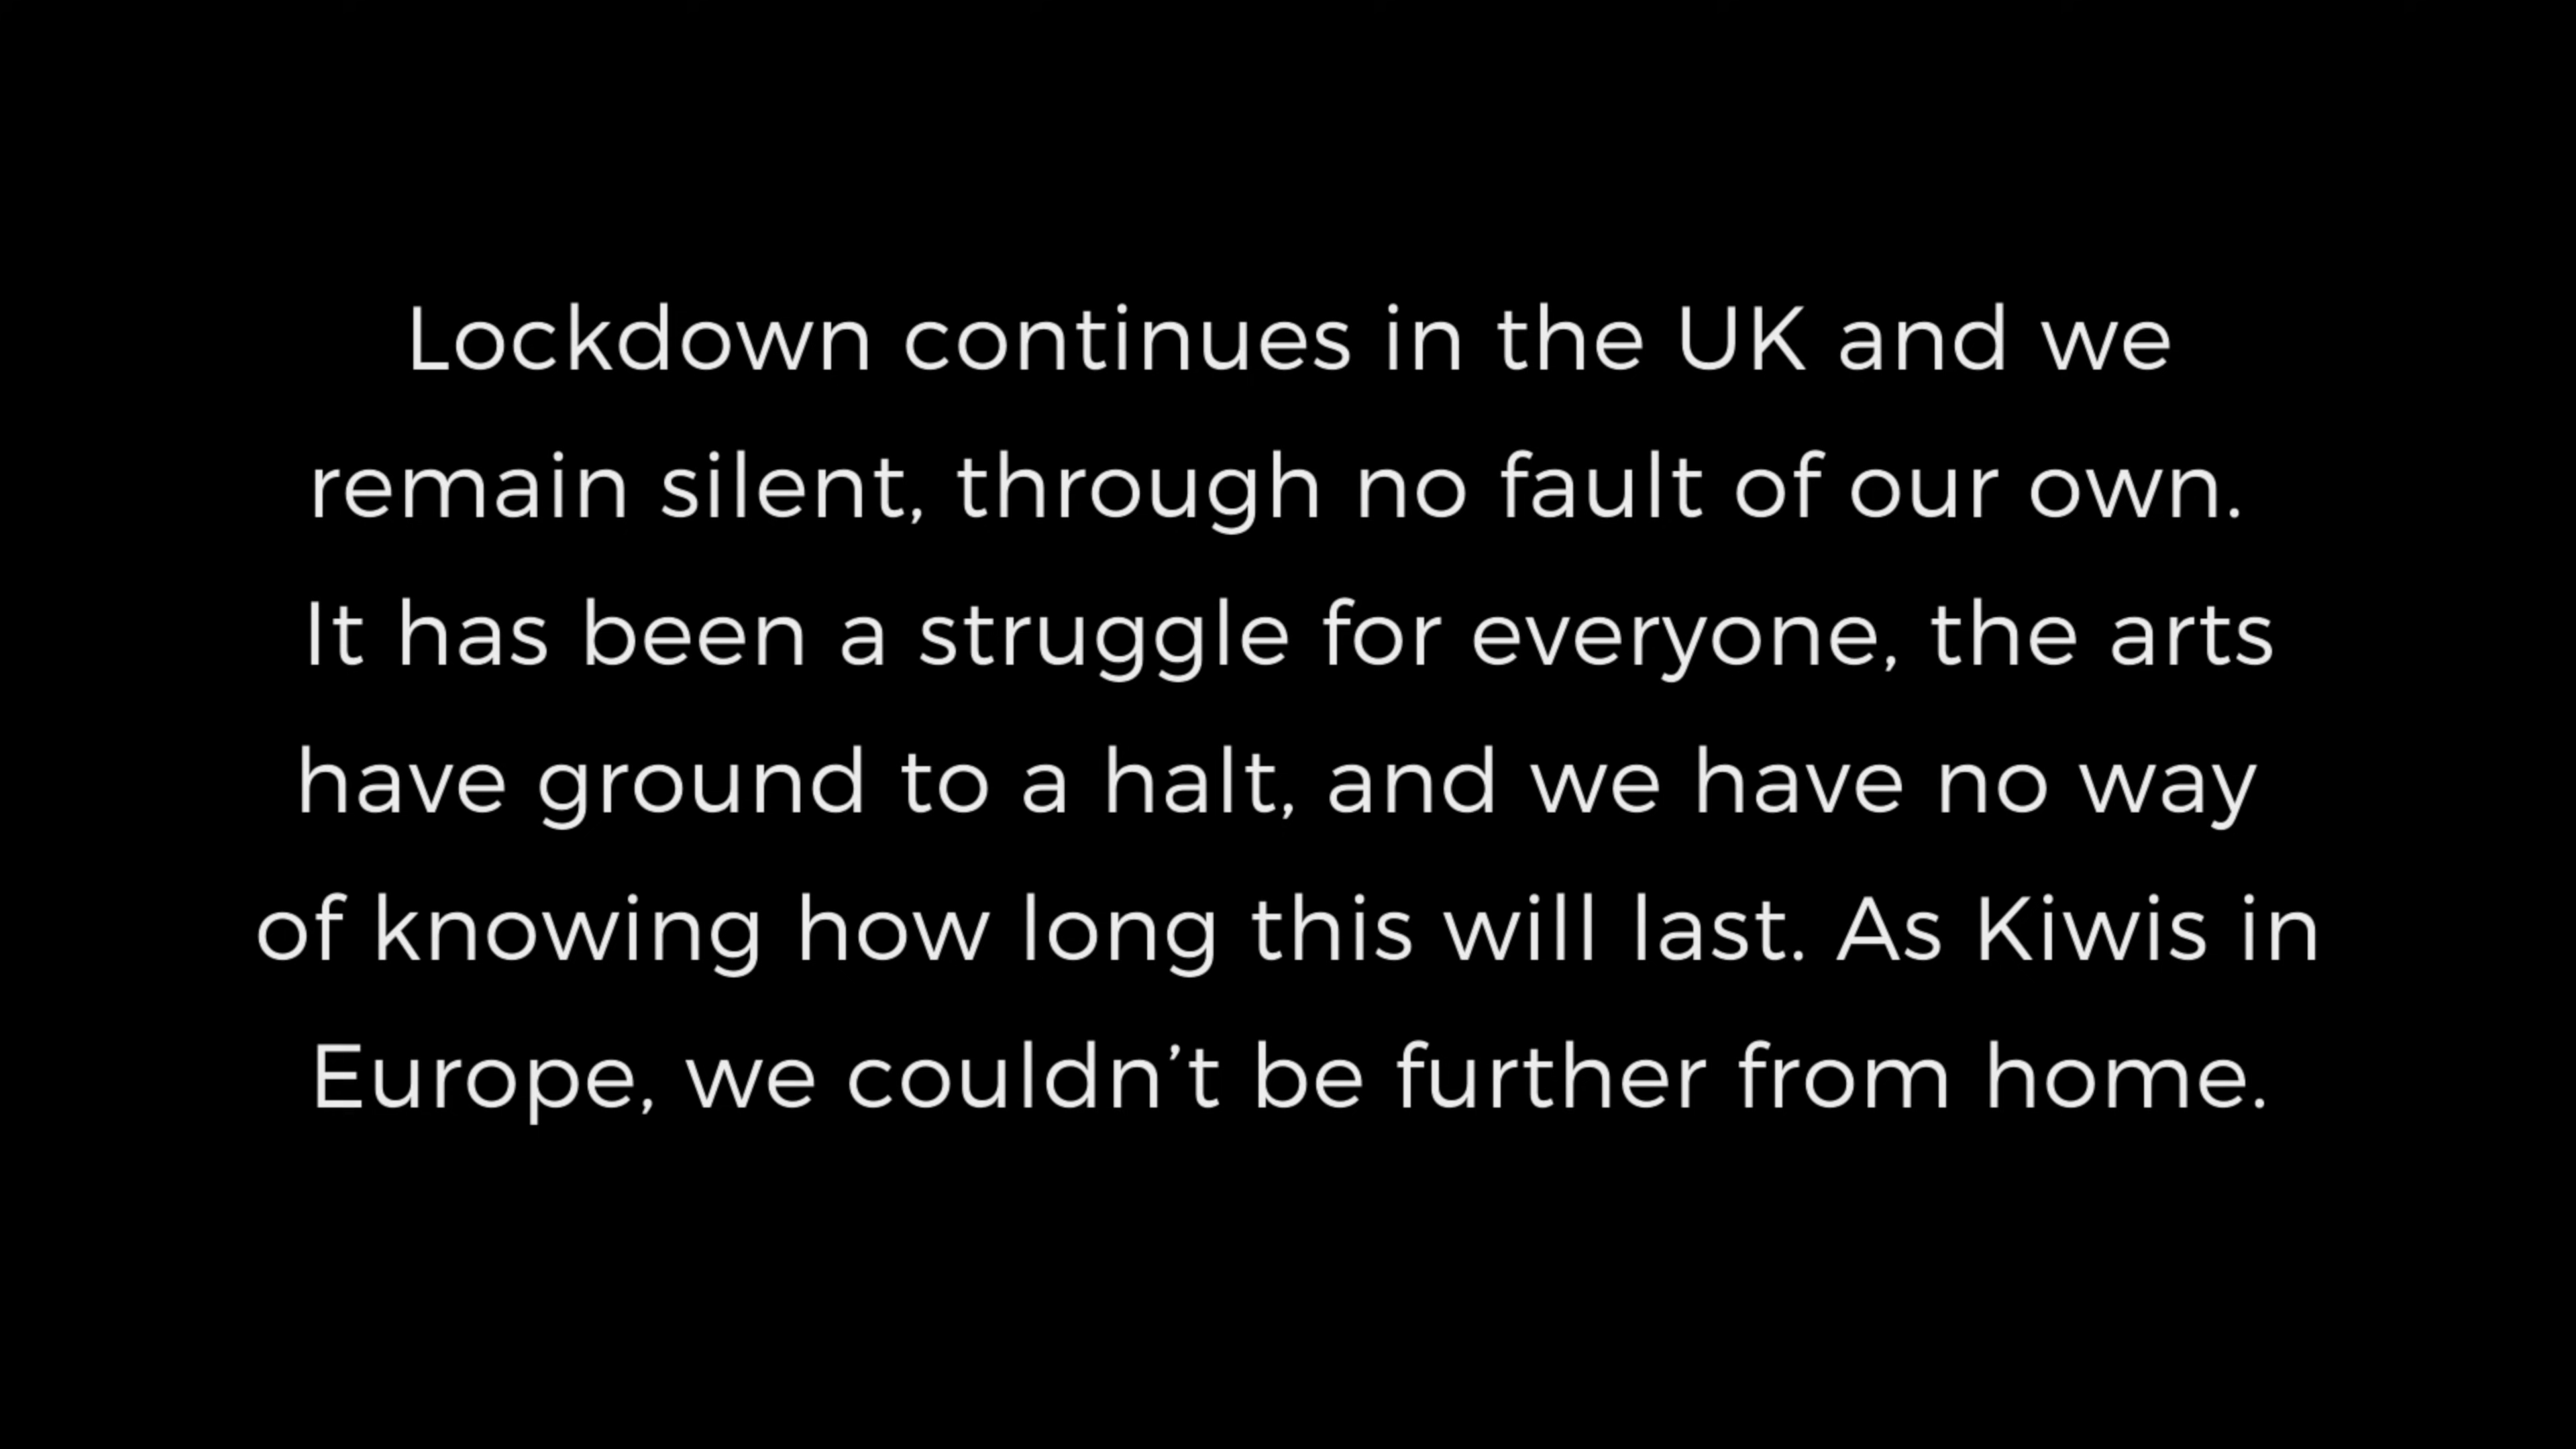 Lockdown continues in the UK and we
remain silent, through no fault of our own.
It has been a struggle for everyone, the arts
have ground to a halt, and we have no way
of knowing how long this will last. As Kiwis in
Europe, we couldn’t be further from home.